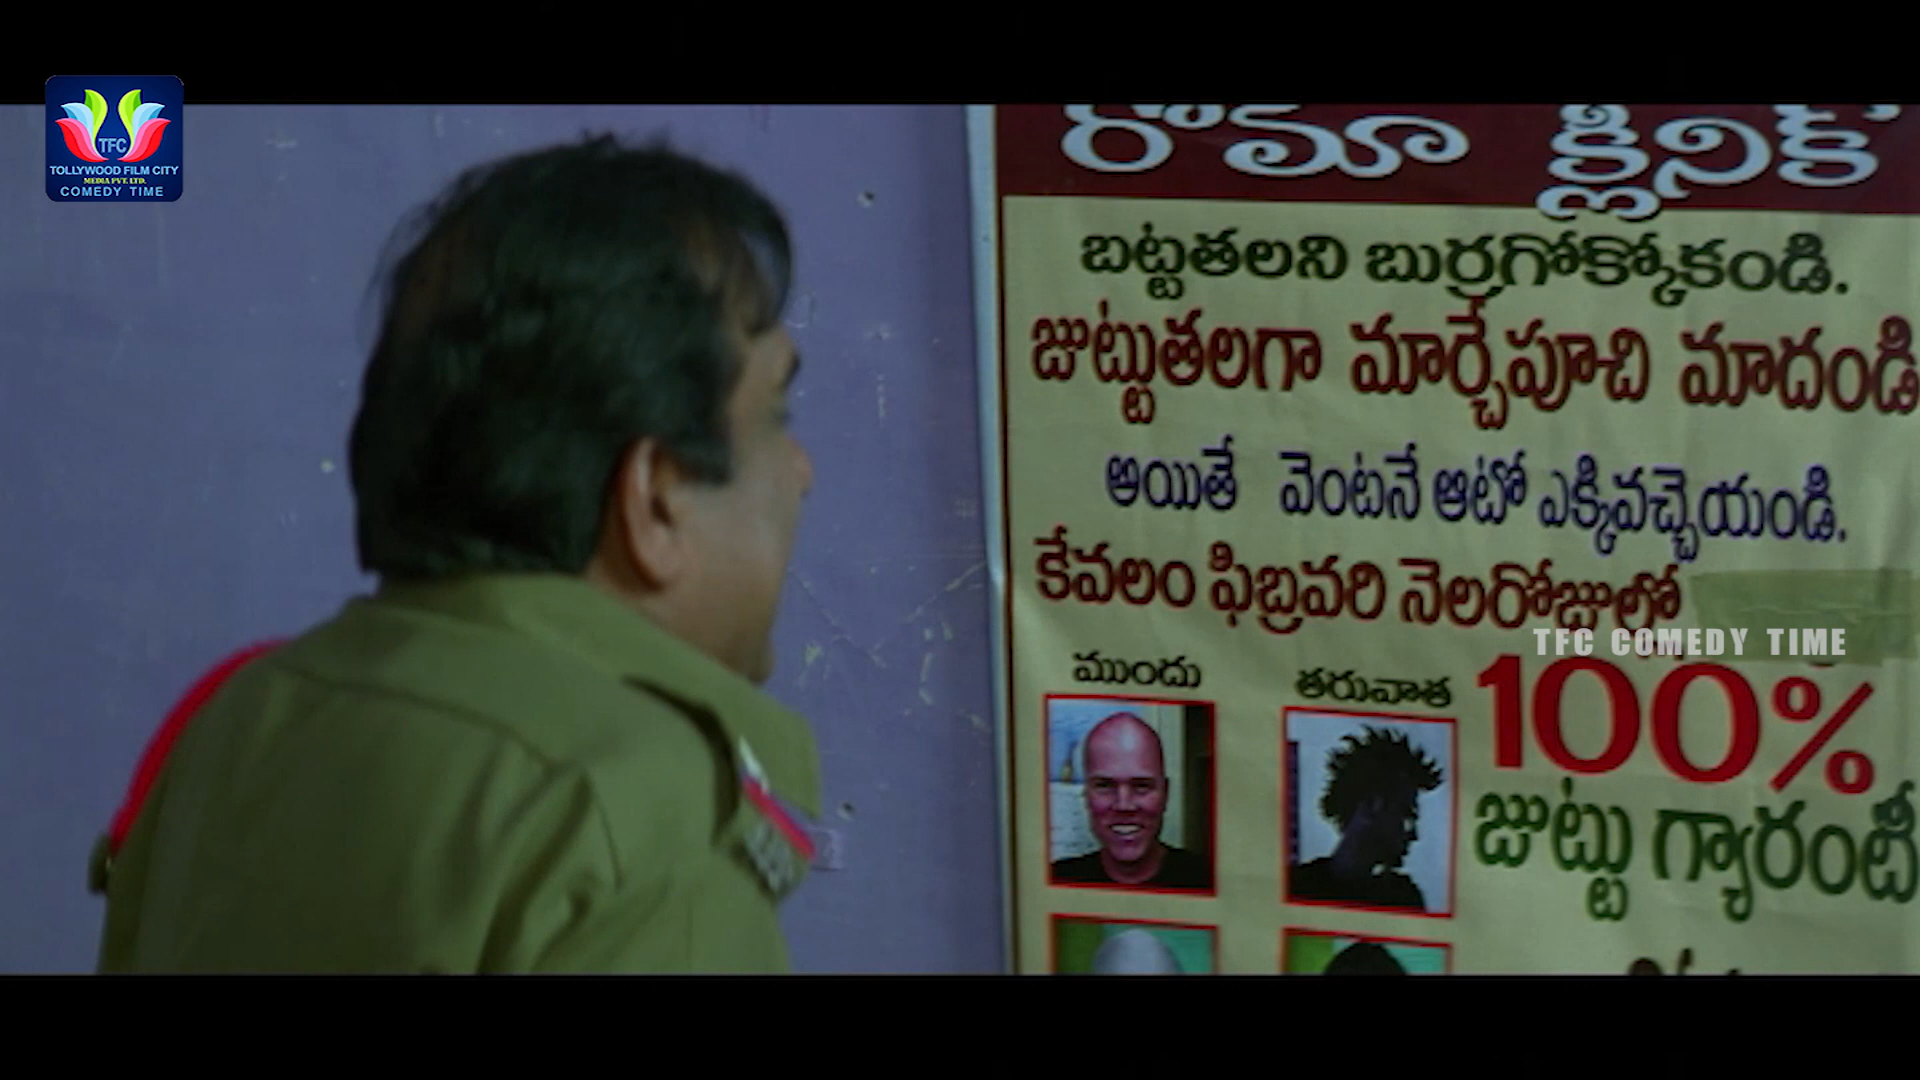 TFC
TOLLYWOOD FILM CITY
MEDIA PVT. LTD.
COMEDY TIME
రామా క్లినిక్
బట్టతలని బుర్రగోక్కోకండి.
జుట్టుతలగా మార్చేపూచి మాదండి
అయితే వెంటనే ఆటో ఎక్కివచ్చెయండి.
కేవలం ఫిబ్రవరి నెలరోజుల్లో
TFC COMEDY TIME
ముందు తరువాత
100%
జుట్టు గ్యారంటీ